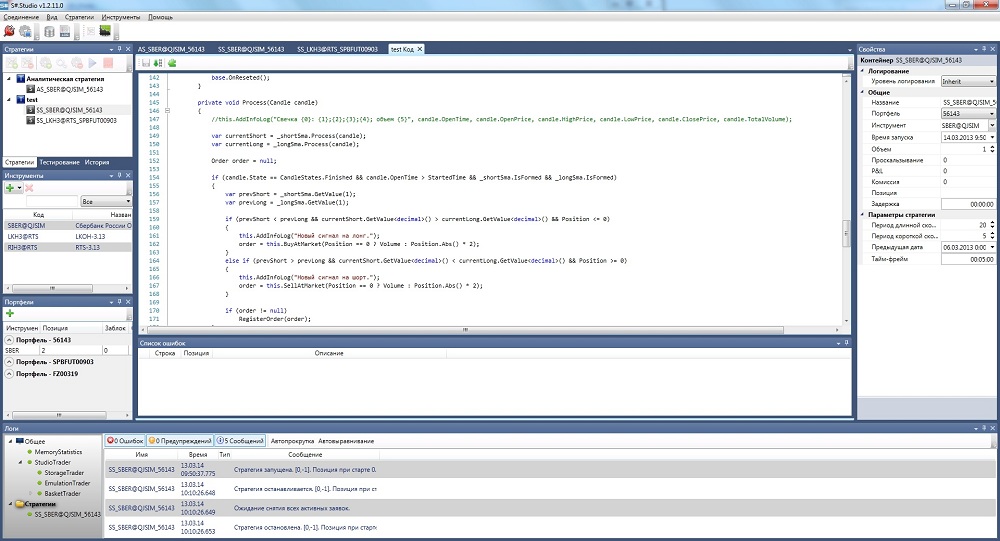 S#.Studio v1.2.11.0
Соединение Вид Стратегии Инструменты Помощь
Стратегии
Аналитическая стратегия
AS_SBER@QJSIM_56143
test
SS_SBER@QJSIM_56143
SS_LKH3@RTS_SPBFUT00903
Стратегии Тестирование История
Инструменты
Все
Код Назван
SBER@QJSIM Сбербанк России О
LKH3@RTS LKOH-3.13
RIH3@RTS RTS-3.13
Портфели
Инструмен Позиция Заблок
Портфель - 56143
SBER 2 0
Портфель - SPBFUT00903
Портфель - FZ00319
AS_SBER@QJSIM_56143 SS_SBER@QJSIM_56143 SS_LKH3@RTS_SPBFUT00903 test Код
142 base.OnReseted();
143 }
144
145 private void Process(Candle candle)
146 {
147 //this.AddInfoLog("Свечка {0}: {1};{2};{3};{4}; объем {5}", candle.OpenTime, candle.OpenPrice, candle.HighPrice, candle.LowPrice, candle.ClosePrice, candle.TotalVolume);
148
149 var currentShort = _shortSma.Process(candle);
150 var currentLong = _longSma.Process(candle);
151
152 Order order = null;
153
154 if (candle.State == CandleStates.Finished && candle.OpenTime > StartedTime && _shortSma.IsFormed && _longSma.IsFormed)
155 {
156 var prevShort = _shortSma.GetValue(1);
157 var prevLong = _longSma.GetValue(1);
158
159 if (prevShort < prevLong && currentShort.GetValue<decimal>() > currentLong.GetValue<decimal>() && Position <= 0)
160 {
161 this.AddInfoLog("Новый сигнал на лонг.");
162 order = this.BuyAtMarket(Position == 0 ? Volume : Position.Abs() * 2);
163 }
164 else if (prevShort > prevLong && currentShort.GetValue<decimal>() < currentLong.GetValue<decimal>() && Position >= 0)
165 {
166 this.AddInfoLog("Новый сигнал на шорт.");
167 order = this.SellAtMarket(Position == 0 ? Volume : Position.Abs() * 2);
168 }
169
170 if (order != null)
171 RegisterOrder(order);
Список ошибок
Строка Позиция Описание
Свойства
Контейнер SS_SBER@QJSIM_56143
Логирование
Уровень логирования Inherit
Общие
Название SS_SBER@QJSIM_5
Портфель 56143
Инструмент SBER@QJSIM
Время запуска 14.03.2013 9:50
Объем 1
Проскальзывание 0
P&L 0
Комиссия 0
Позиция
Задержка 00:00:00
Параметры стратегии
Период длинной ско... 20
Период короткой ско... 5
Предыдущая дата 06.03.2013 0:00
Тайм-фрейм 00:05:00
Логи
Общее
MemoryStatistics
StudioTrader
StorageTrader
EmulationTrader
BasketTrader
Стратегии
SS_SBER@QJSIM_56143
0 Ошибок 0 Предупреждений 5 Сообщений Автопрокрутка Автовыравнивание
Имя Время Тип Сообщение
SS_SBER@QJSIM_56143 13.03.14 09:50:37.775 Стратегия запущена. [0,-1]. Позиция при старте 0.
SS_SBER@QJSIM_56143 13.03.14 10:10:26.648 Стратегия останавливается. [0,-1]. Позиция при ст
SS_SBER@QJSIM_56143 13.03.14 10:10:26.649 Ожидание снятия всех активных заявок.
SS_SBER@QJSIM_56143 13.03.14 10:10:26.653 Стратегия остановлена. [0,-1]. Позиция при старте